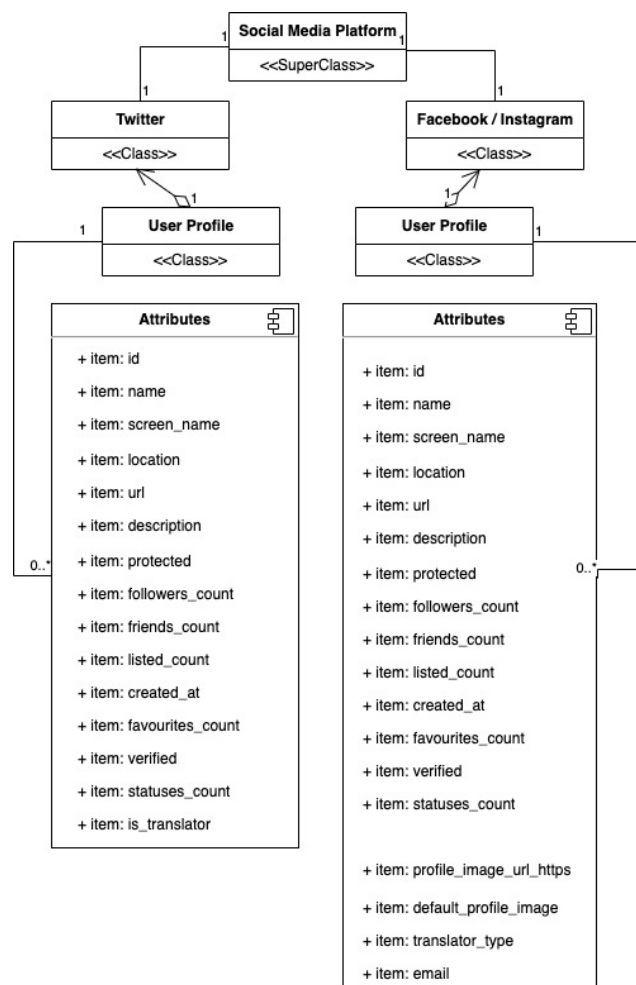 Social Media Platform
<<SuperClass>>
1
1
1
1
Twitter
<<Class>>
Facebook / Instagram
<<Class>>
1
1
User Profile
<<Class>>
1
User Profile
<<Class>>
1
Attributes
+ item: id
+ item: name
+ item: screen_name
+ item: location
+ item: url
+ item: description
+ item: protected
+ item: followers_count
+ item: friends_count
+ item: listed_count
+ item: created_at
+ item: favourites_count
+ item: verified
+ item: statuses_count
+ item: is_translator
0..*
Attributes
+ item: id
+ item: name
+ item: screen_name
+ item: location
+ item: url
+ item: description
+ item: protected
+ item: followers_count
+ item: friends_count
+ item: listed_count
+ item: created_at
+ item: favourites_count
+ item: verified
+ item: statuses_count
+ item: profile_image_url_https
+ item: default_profile_image
+ item: translator_type
+ item: email
0..*